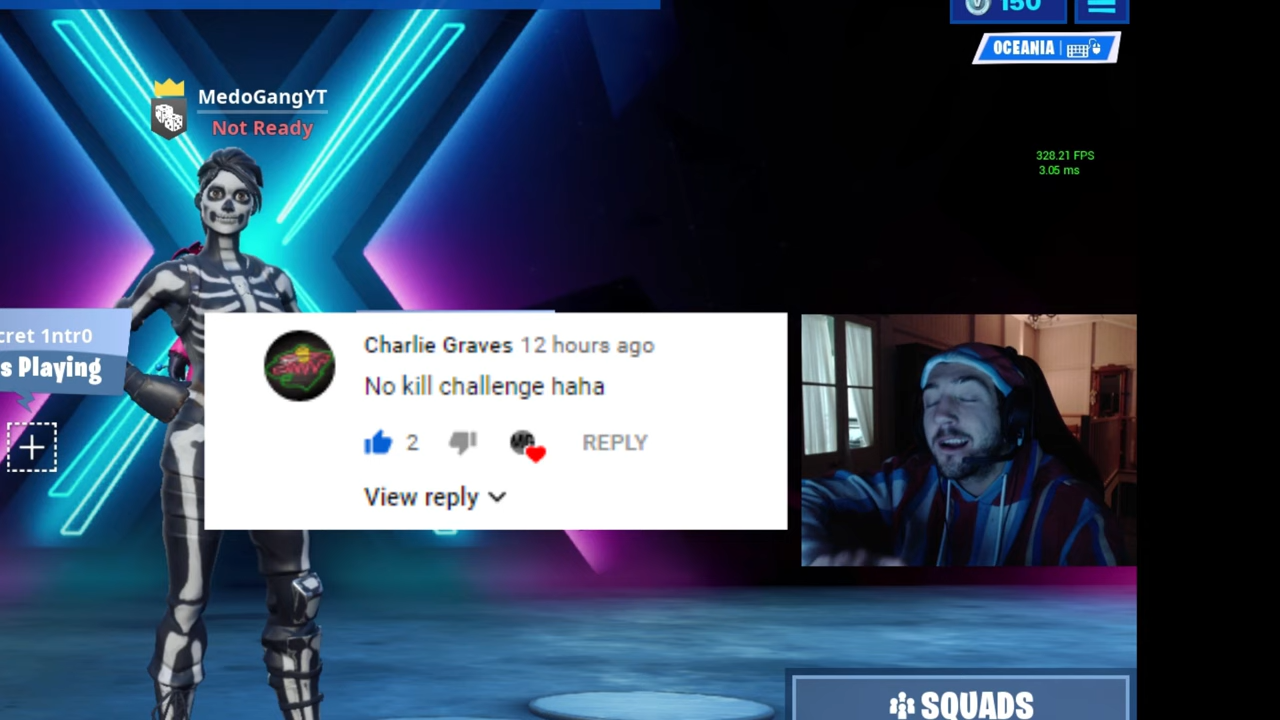 150
OCEANIA
MedoGangYT
Not Ready
328.21 FPS
3.05 ms
cret 1ntr0
s Playing
Charlie Graves 12 hours ago
No kill challenge haha
2
REPLY
View reply
SQUADS